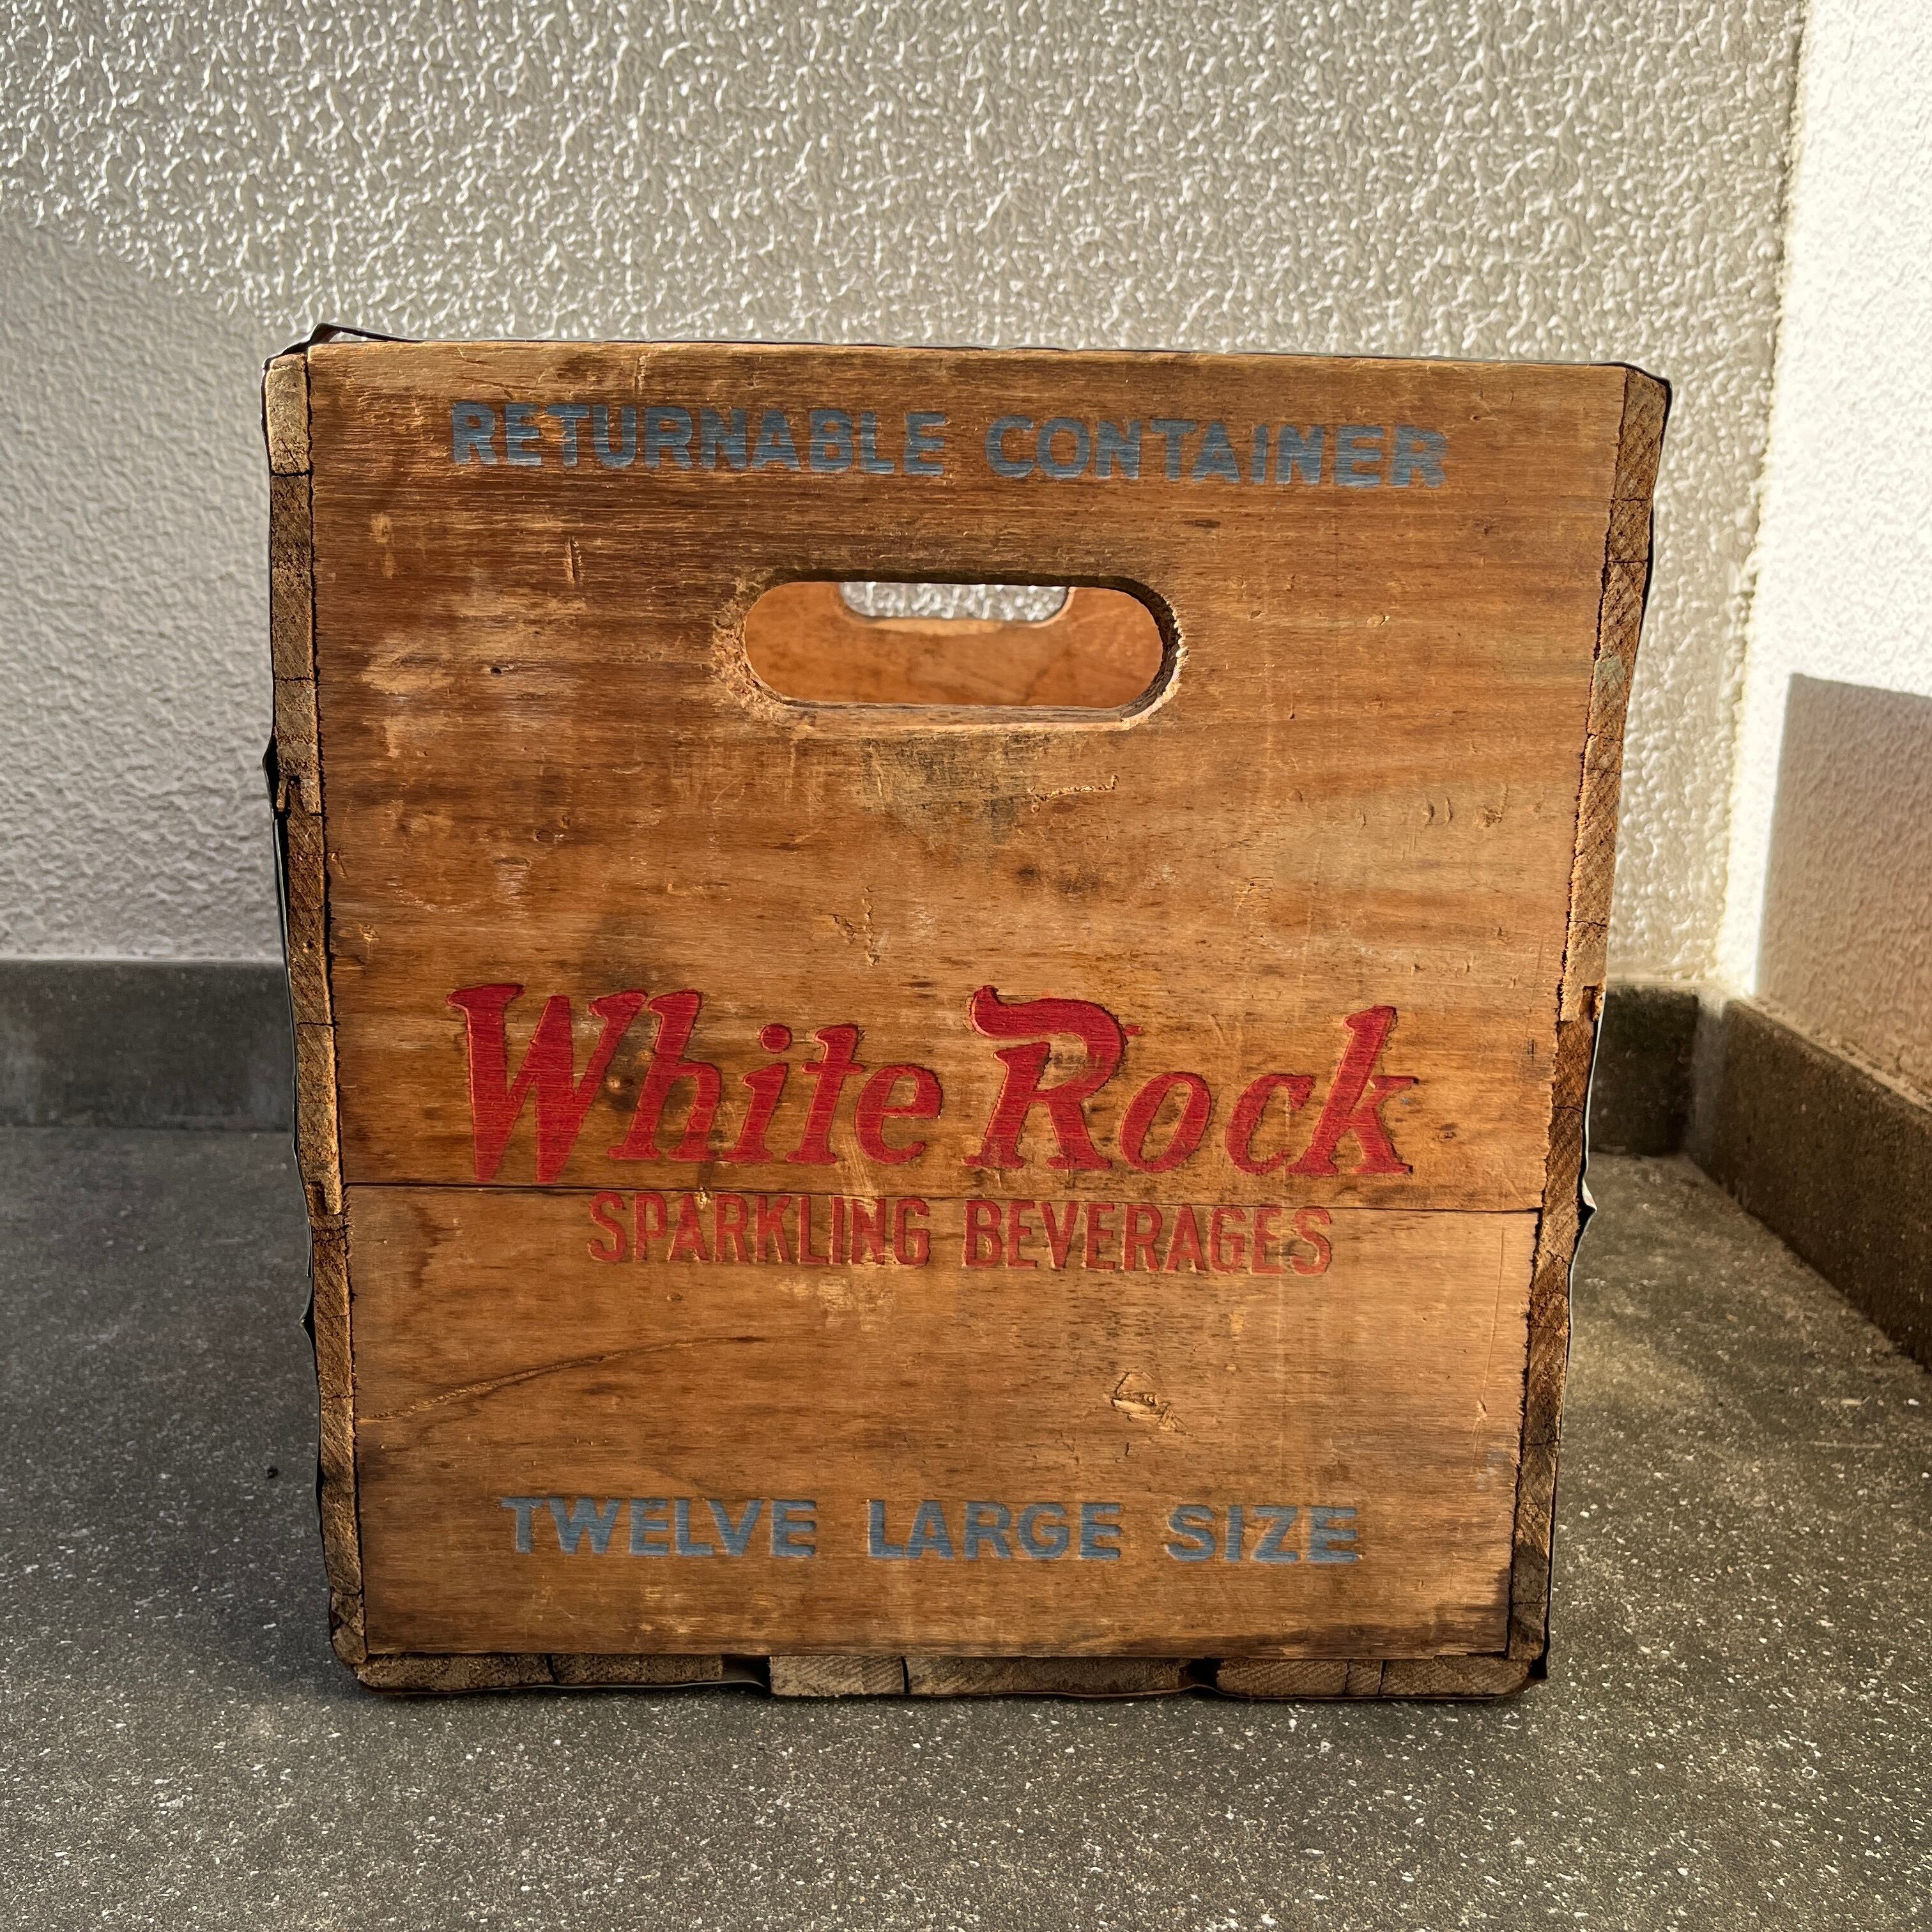 RETURNABLE CONTAINER
White Rock
SPARKLING BEVERAGES
TWELVE LARGE SIZE